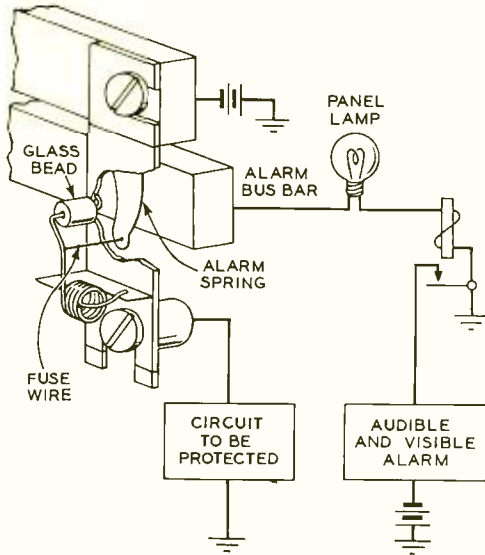 PANEL
LAMP
GLASS
BEAD
ALARM
BUS BAR
ALARM
SPRING
FUSE
WIRE
CIRCUIT
TO BE
PROTECTED
AUDIBLE
AND VISIBLE
ALARM